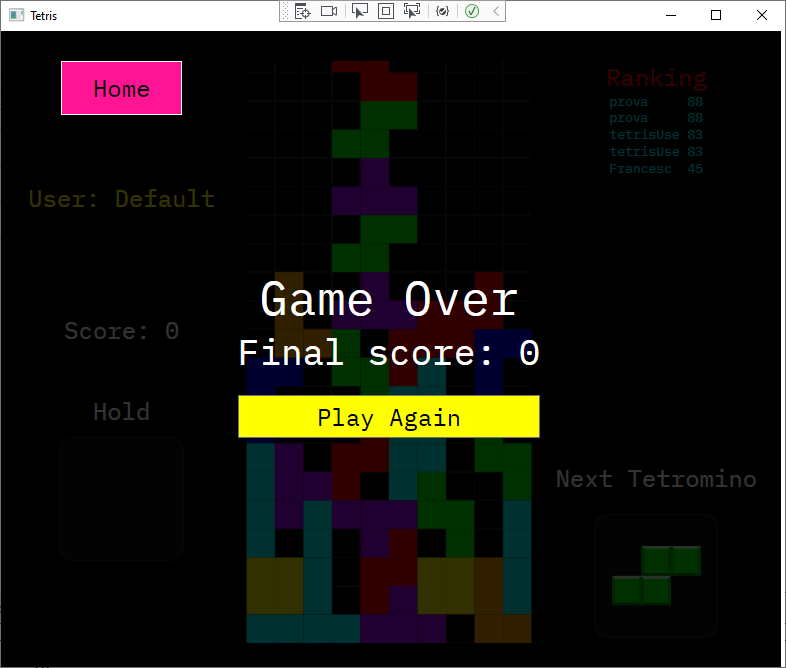 Tetris
Home
Ranking
prova 88
prova 88
tetrisUse 83
tetrisUse 83
Francesc 45
User: Default
Game Over
Score: 0
Final score: 0
Hold
Play Again
Next Tetromino